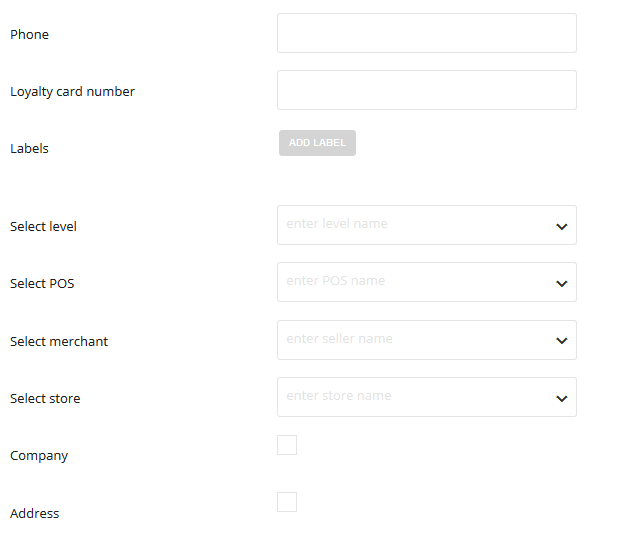 Phone
Loyalty card number
Labels ADD LABEL
Select level enter level name
Select POS enter POS name
Select merchant enter seller name
Select store enter store name
Company
Address